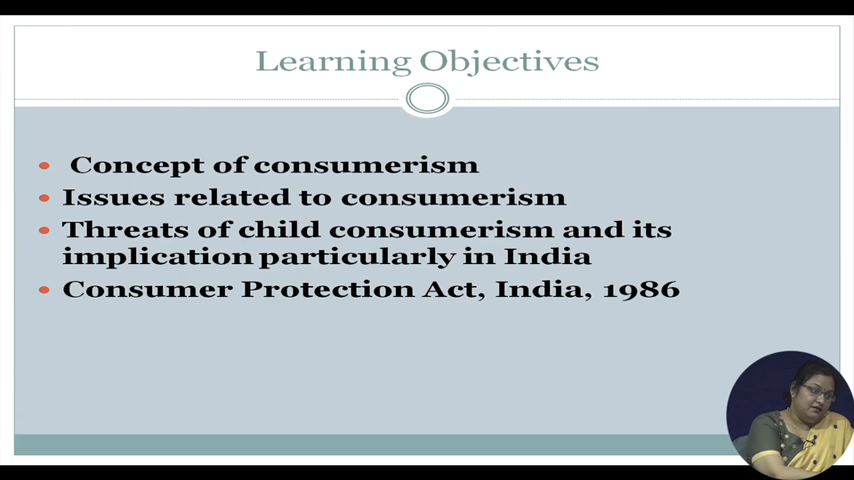 Learning Objectives
Concept of consumerism
Issues related to consumerism
Threats of child consumerism and its
implication particularly in India
Consumer Protection Act, India, 1986